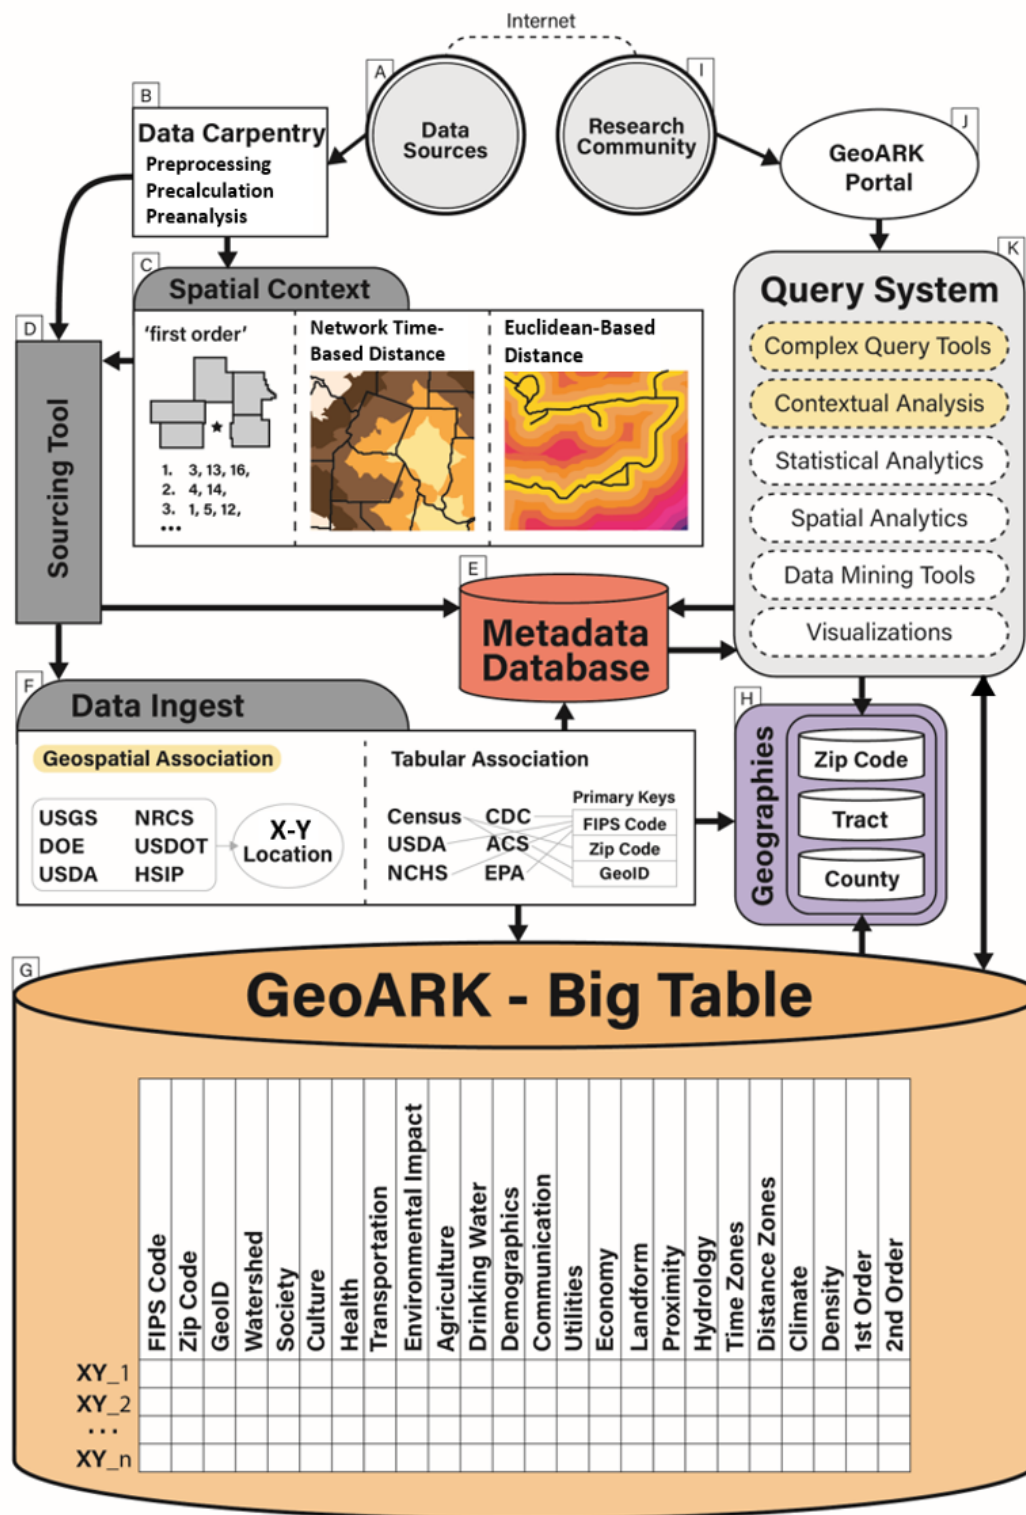 Internet
A
I
B
Data Carpentry
Preprocessing
Precalculation
Preanalysis
Data
Sources
Research
Community
J
GeoARK
Portal
C
Spatial Context
'first order'
1. 3, 13, 16,
2. 4, 14,
3. 1, 5, 12,
...
Network Time-
Based Distance
Euclidean-Based
Distance
D
Sourcing Tool
K
Query System
Complex Query Tools
Contextual Analysis
Statistical Analytics
Spatial Analytics
Data Mining Tools
Visualizations
E
Metadata
Database
F
Data Ingest
Geospatial Association
USGS NRCS
DOE USDOT
USDA HSIP
X-Y
Location
Tabular Association
Census CDC
USDA ACS
NCHS EPA
Primary Keys
FIPS Code
Zip Code
GeoID
H
Geographies
Zip Code
Tract
County
G
GeoARK - Big Table
FIPS Code
Zip Code
GeoID
Watershed
Society
Culture
Health
Transportation
Environmental Impact
Agriculture
Drinking Water
Demographics
Communication
Utilities
Economy
Landform
Proximity
Hydrology
Time Zones
Distance Zones
Climate
Density
1st Order
2nd Order
XY_1
XY_2
...
XY_n